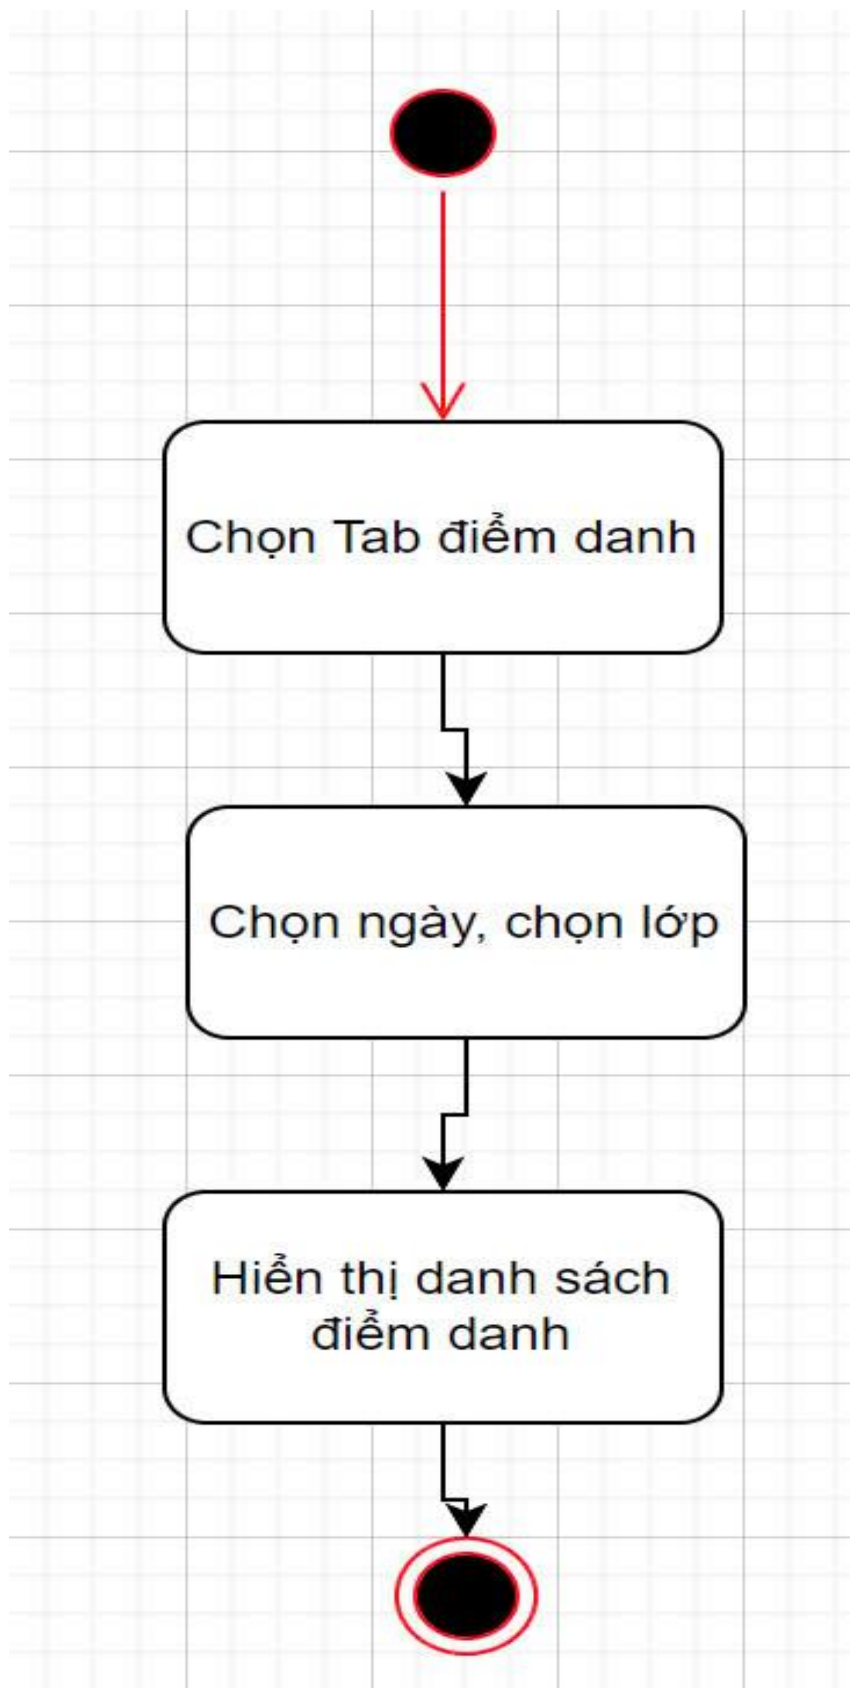 Chọn Tab điểm danh
Chọn ngày, chọn lớp
Hiển thị danh sách
điểm danh